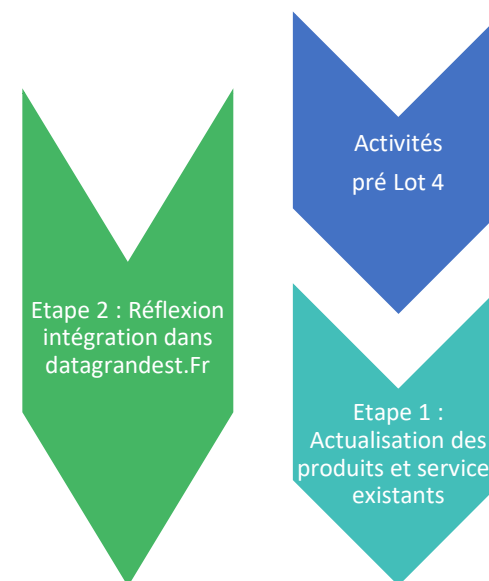 Activités
pré Lot 4
Etape 2 : Réflexion
intégration dans
datagrandest.Fr
Etape 1 :
Actualisation des
produits et service
existants